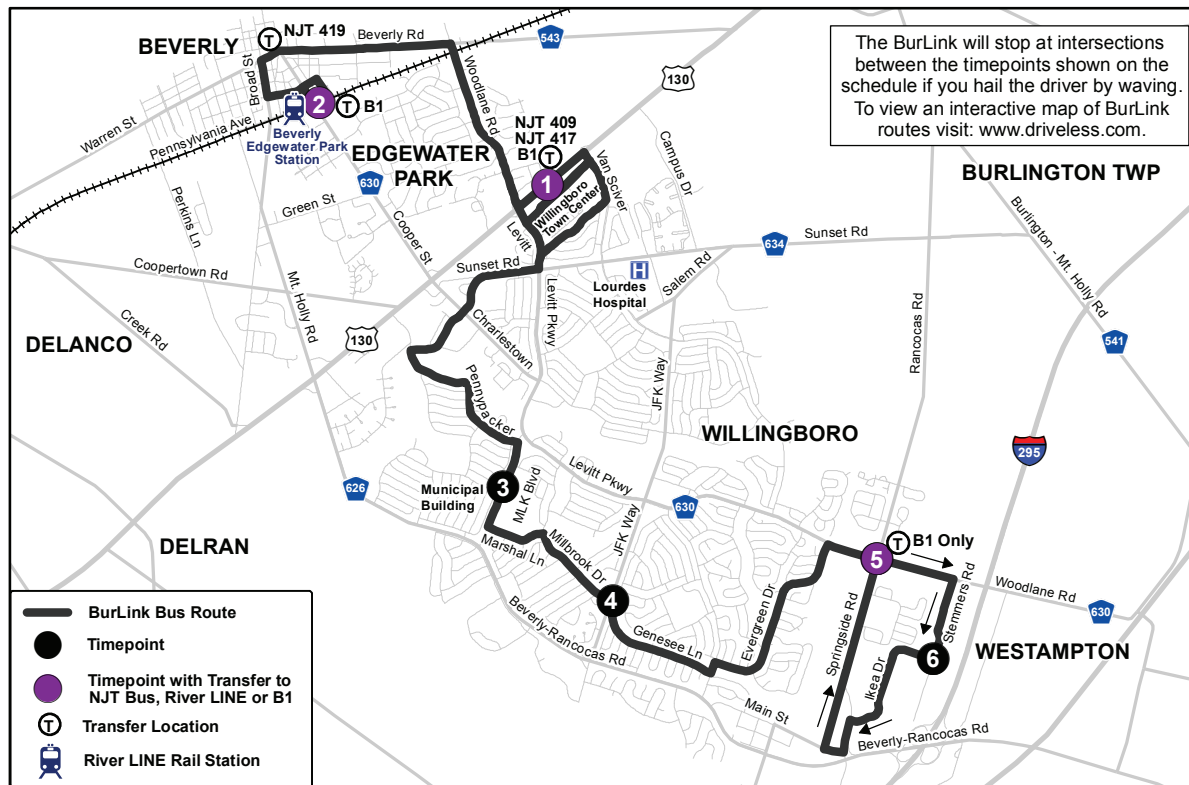 BEVERLY
T
NJT 419
Beverly Rd
543
The BurLink will stop at intersections
between the timepoints shown on the
schedule if you hail the driver by waving.
To view an interactive map of BurLink
routes visit: www.driveless.com.
Broad St
Woodlane Rd
130
2
T
B1
Warren St
Pennsylvania Ave
Beverly
Edgewater Park
Station
EDGEWATER
PARK
NJT 409
NJT 417
B1
T
1
Willingboro
Town Center
Van Sciver
Campus Dr
BURLINGTON TWP
Perkins Ln
Green St
630
Cooper St
Levitt
634
Sunset Rd
Burlington - Mt. Holly Rd
Coopertown Rd
Sunset Rd
H
Lourdes
Hospital
Salem Rd
Mt. Holly Rd
Levitt Pkwy
DELANCO
Creek Rd
130
Chrarlestown
541
Rancocas Rd
Pennypacker
JFK Way
WILLINGBORO
295
626
Municipal
Building
3
MLK Blvd
Levitt Pkwy
630
DELRAN
Marshal Ln
Millbrook Dr
JFK Way
T
B1 Only
5
4
Evergreen Dr
Stemmers Rd
Woodlane Rd
630
Beverly-Rancocas Rd
Genesee Ln
Springside Rd
6
WESTAMPTON
Ikea Dr
Main St
Beverly-Rancocas Rd
BurLink Bus Route
Timepoint
Timepoint with Transfer to
NJT Bus, River LINE or B1
T
Transfer Location
River LINE Rail Station